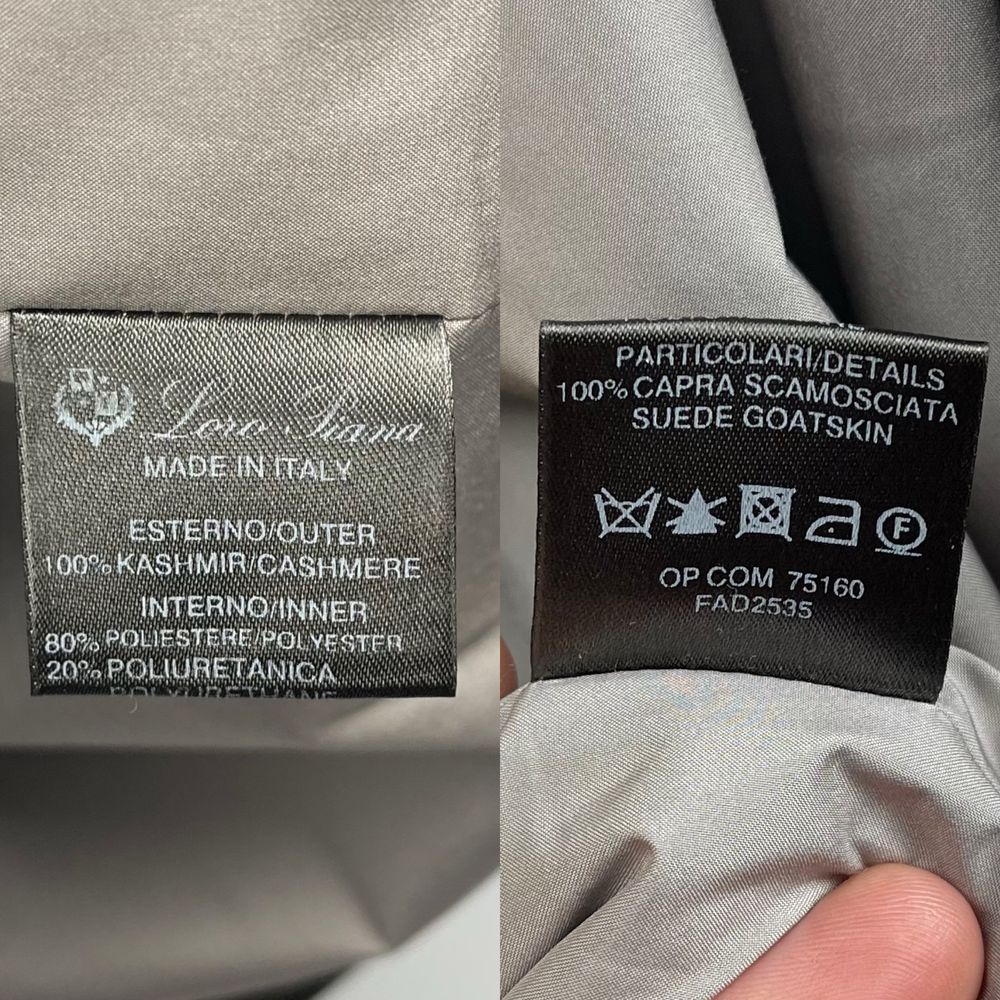 Loro Piana
MADE IN ITALY
ESTERNO/OUTER
100% KASHMIR/CASHMERE
INTERNO/INNER
80% POLIESTERE/POLYESTER
20% POLIURETANICA
POLYURETHANE
PARTICOLARI/DETAILS
100% CAPRA SCAMOSCIATA
SUEDE GOATSKIN
F
OP COM 75160
FAD2535